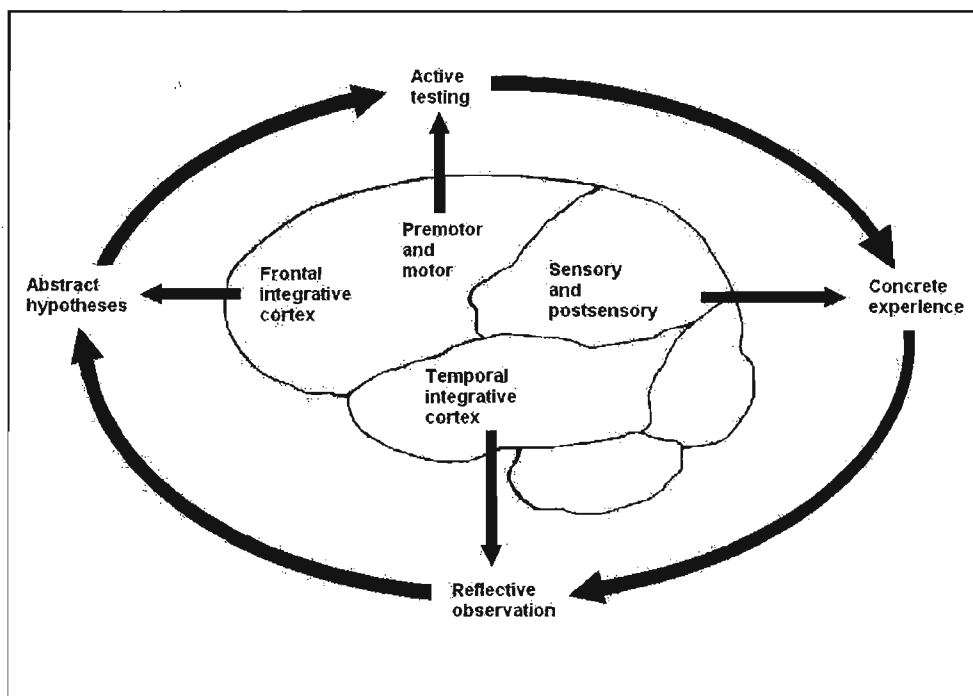 Active
testing
Premotor
and
motor
Frontal
integrative
cortex
Sensory
and
postsensory
Abstract
hypotheses
Concrete
experience
Temporal
integrative
cortex
Reflective
observation